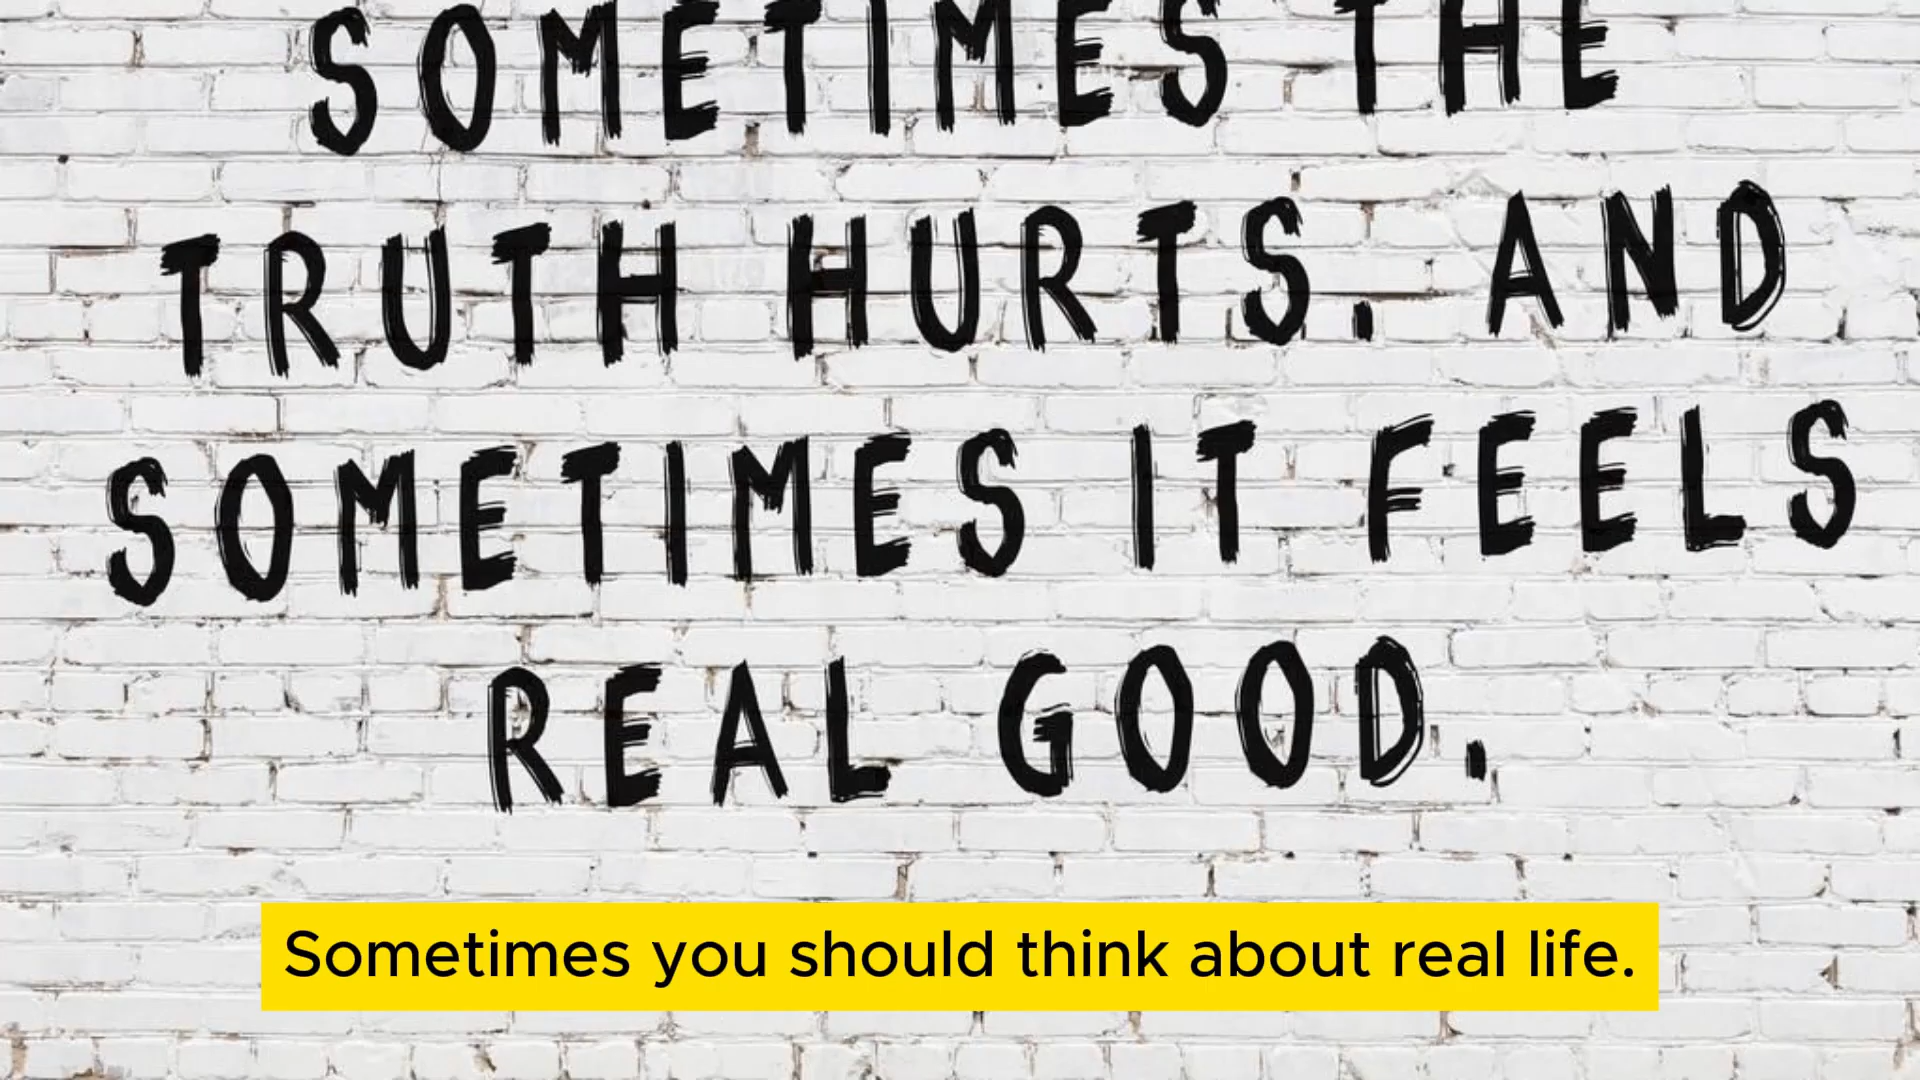 SOMETIMES THE
TRUTH HURTS. AND
SOMETIMES IT FEELS
REAL GOOD.
Sometimes you should think about real life.